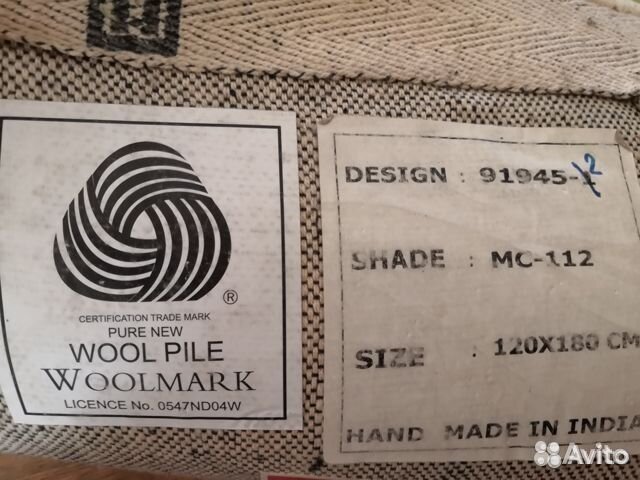 ®
CERTIFICATION TRADE MARK
PURE NEW
WOOL PILE
WOOLMARK
LICENCE No. 0547ND04W
DESIGN : 91945-2
SHADE : MC-112
SIZE : 120X180 CM
HAND MADE IN INDIA
Avito